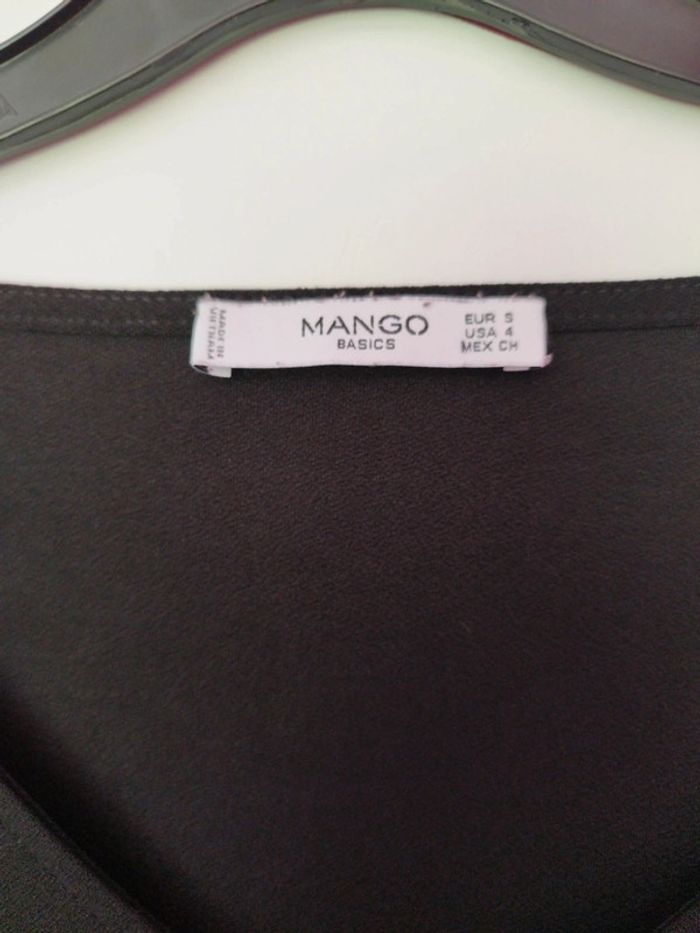 MADE IN
VIETNAM
MANGO
BASICS
EUR S
USA 4
MEX CH